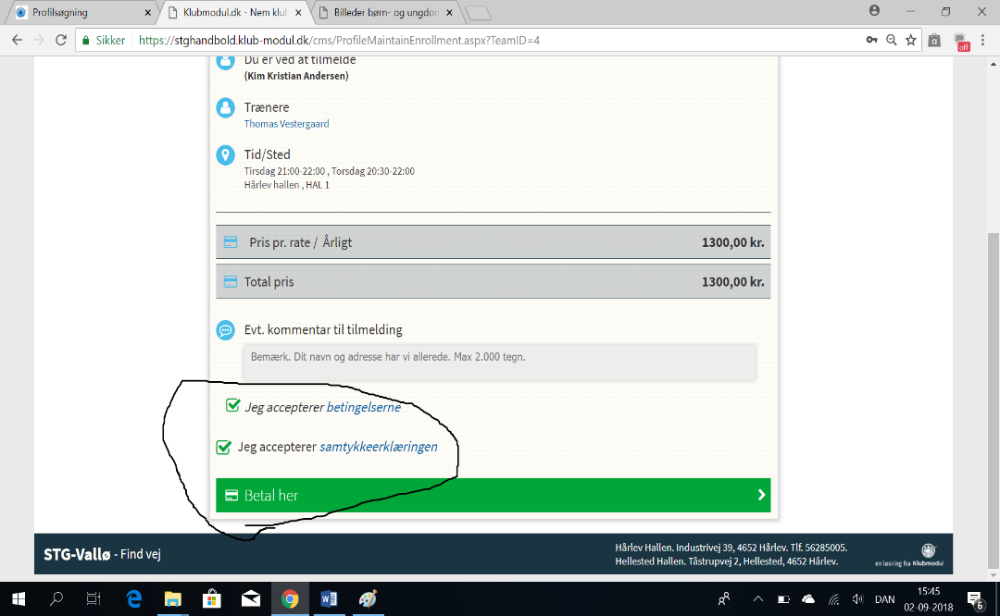 Profilsøgning
Klubmodul.dk - Nem klub
Billeder børn- og ungdom
Sikker
https://stghandbold.klub-modul.dk/cms/ProfileMaintainEnrollment.aspx?TeamID=4
off
Du er ved at tilmelde
(Kim Kristian Andersen)
Trænere
Thomas Vestergaard
Tid/Sted
Tirsdag 21:00-22:00 , Torsdag 20:30-22:00
Hårlev hallen , HAL 1
Pris pr. rate / Årligt 1300,00 kr.
Total pris 1300,00 kr.
Evt. kommentar til tilmelding
Bemærk. Dit navn og adresse har vi allerede. Max 2.000 tegn.
Jeg accepterer betingelserne
Jeg accepterer samtykkeerklæringen
Betal her
STG-Vallø - Find vej
Hårlev Hallen. Industrivej 39, 4652 Hårlev. Tlf. 56285005.
Hellested Hallen. Tåstrupvej 2, Hellested, 4652 Hårlev.
en løsning fra Klubmodul
DAN
15:45
02-09-2018
6